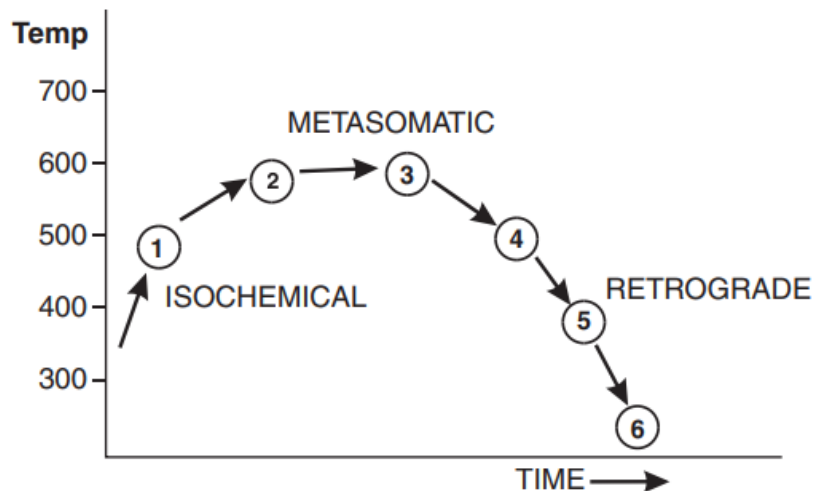 Temp
700
METASOMATIC
600
2
3
500
1
4
ISOCHEMICAL
RETROGRADE
400
5
300
6
TIME